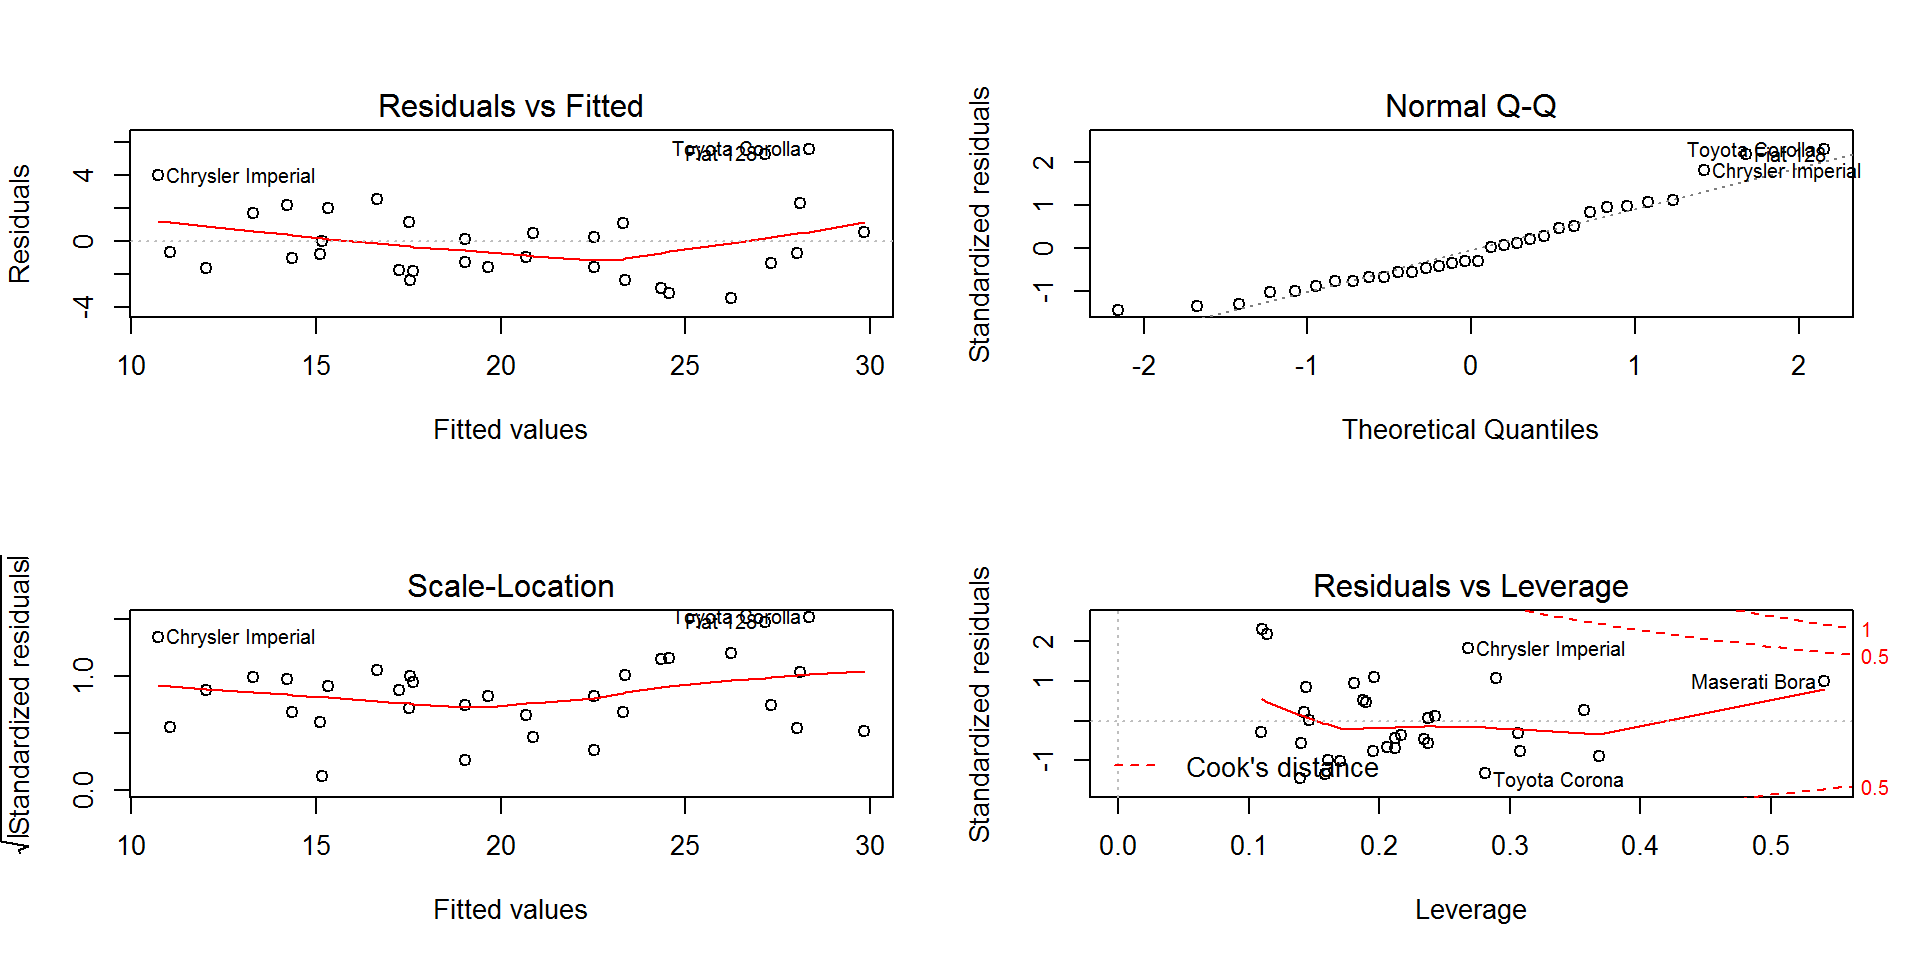 Residuals vs Fitted
Residuals
4
0
-4
Toyota Corolla
Fiat 128
Chrysler Imperial
10 15 20 25 30
Fitted values
Normal Q-Q
Standardized residuals
2
1
0
-1
Toyota Corolla
Fiat 128
Chrysler Imperial
-2 -1 0 1 2
Theoretical Quantiles
Scale-Location
√|Standardized residuals|
1.0
0.0
Toyota Corolla
Fiat 128
Chrysler Imperial
10 15 20 25 30
Fitted values
Residuals vs Leverage
Standardized residuals
2
1
-1
Chrysler Imperial
Maserati Bora
Toyota Corona
Cook's distance
1
0.5
0.5
0.0 0.1 0.2 0.3 0.4 0.5
Leverage